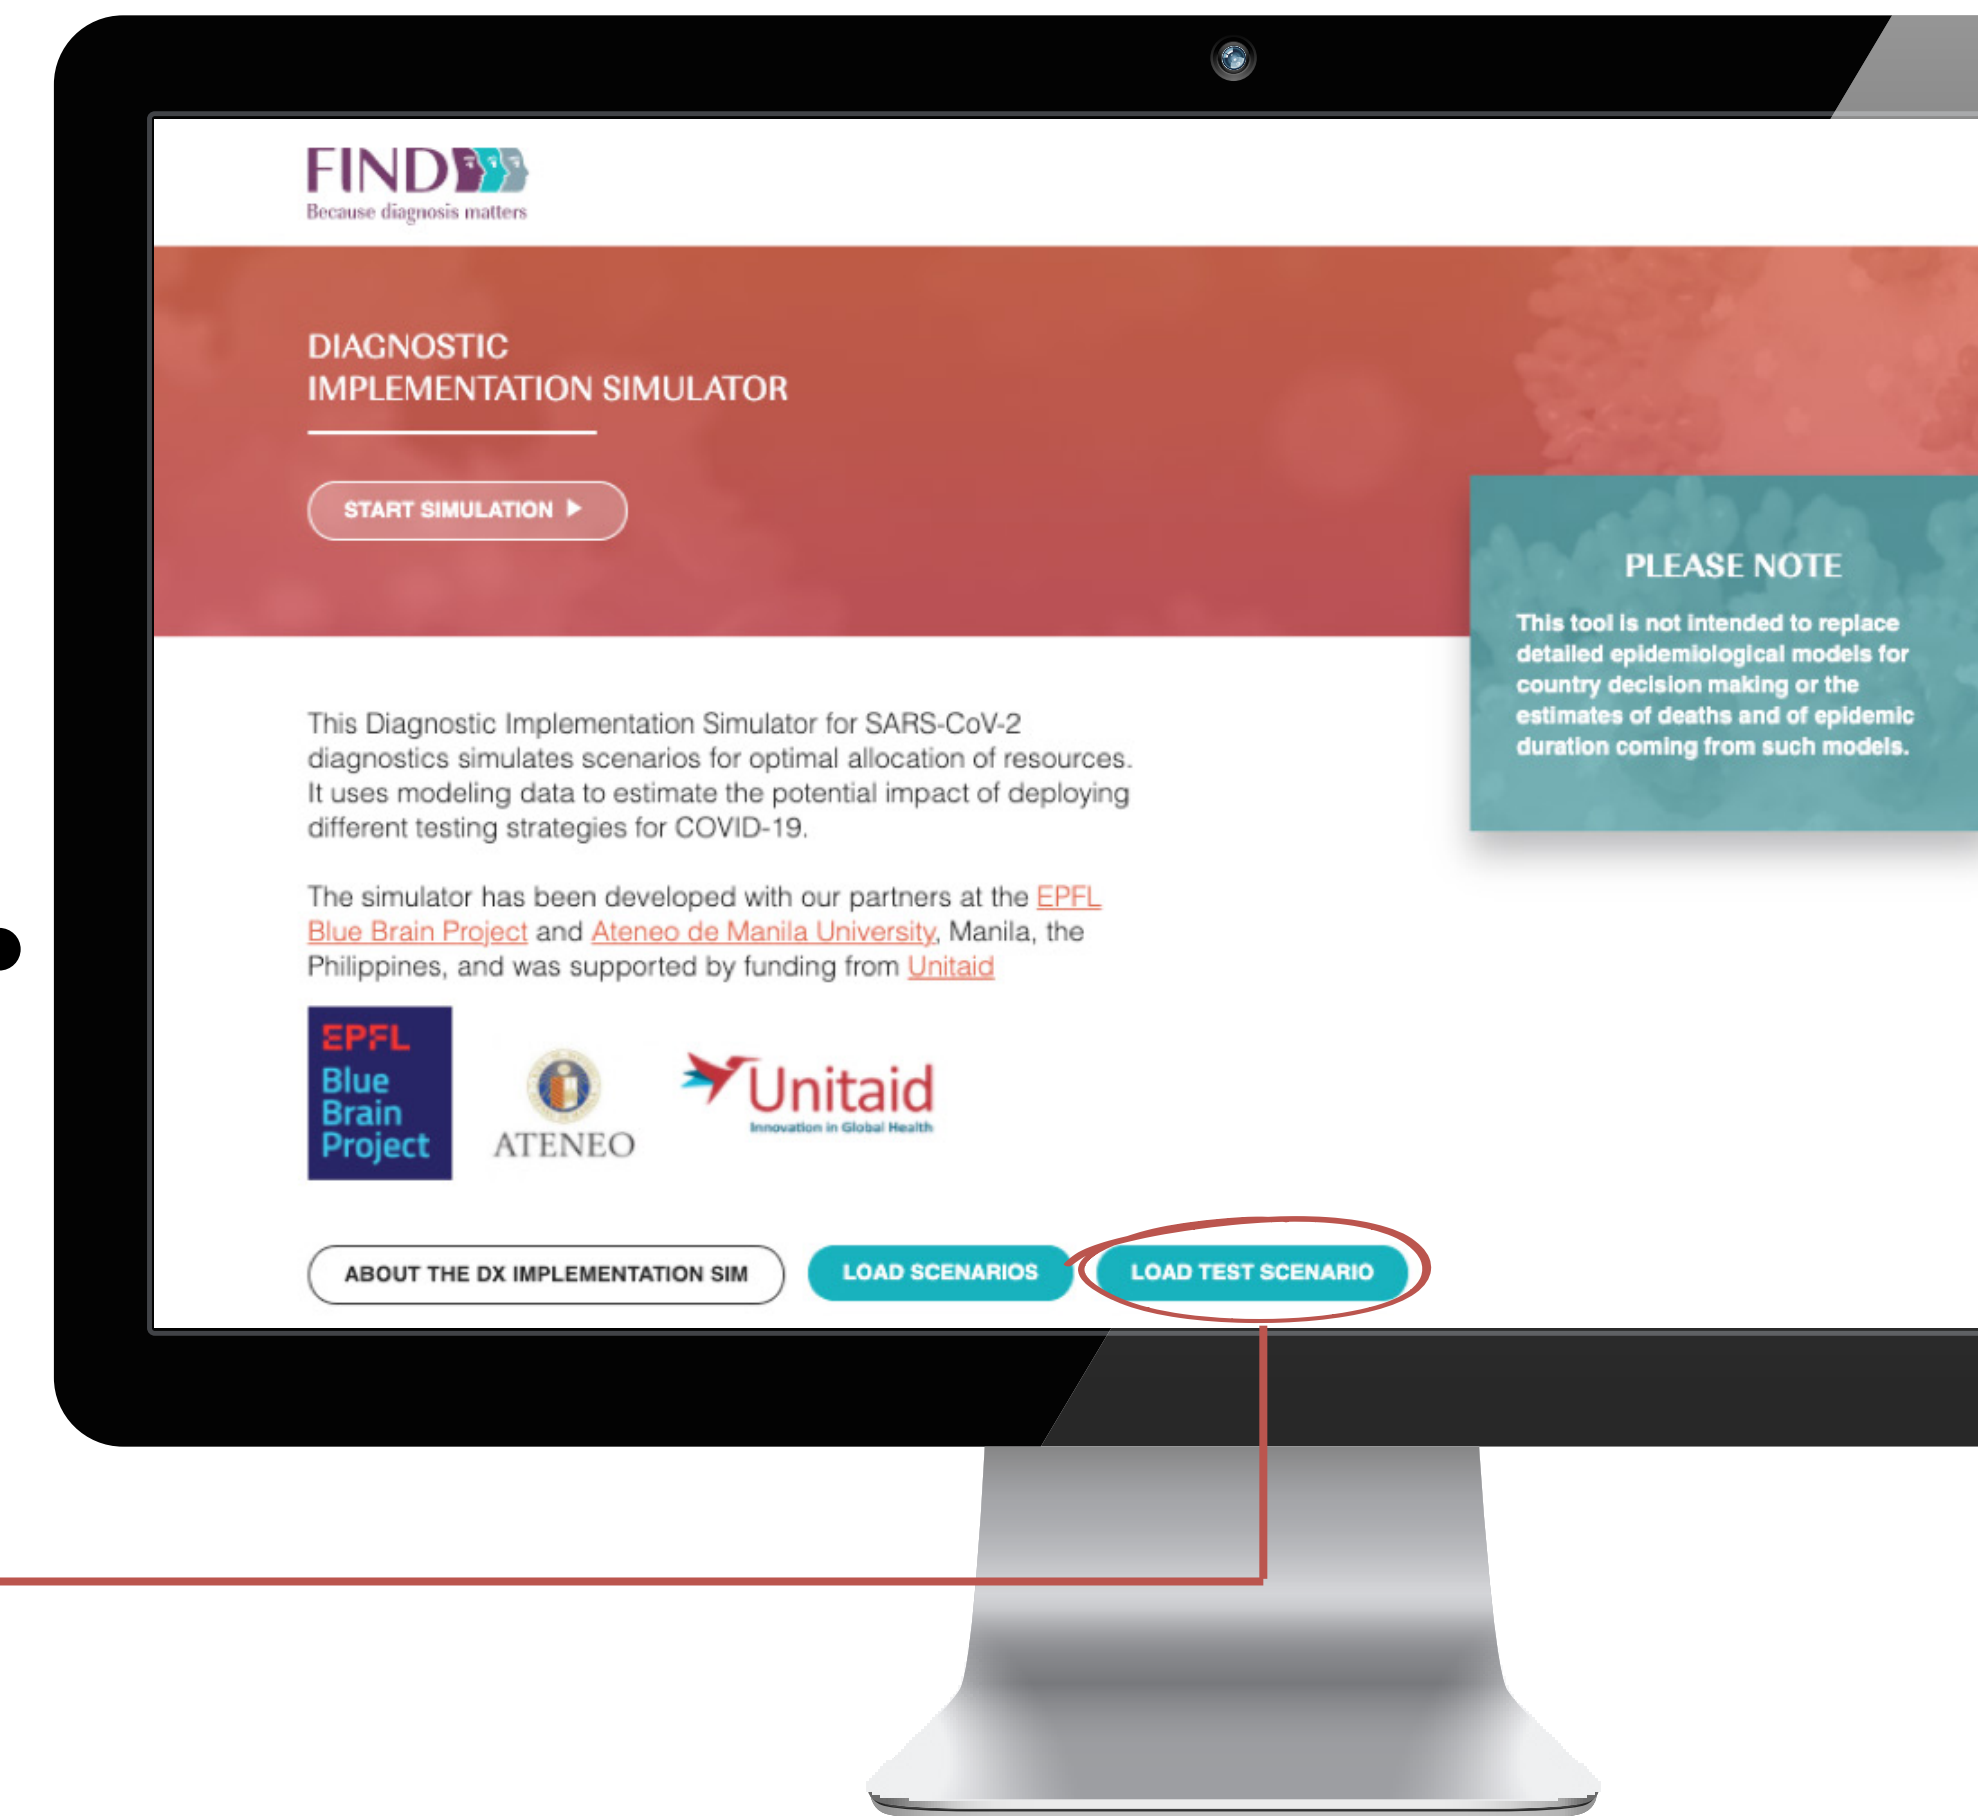 FIND
Because diagnosis matters
DIAGNOSTIC
IMPLEMENTATION SIMULATOR
START SIMULATION
PLEASE NOTE
This tool is not intended to replace
detailed epidemiological models for
country decision making or the
estimates of deaths and of epidemic
duration coming from such models.
This Diagnostic Implementation Simulator for SARS-CoV-2
diagnostics simulates scenarios for optimal allocation of resources.
It uses modeling data to estimate the potential impact of deploying
different testing strategies for COVID-19.
The simulator has been developed with our partners at the EPFL
Blue Brain Project and Ateneo de Manila University, Manila, the
Philippines, and was supported by funding from Unitaid
EPFL
Blue
Brain
Project
ATENEO
Unitaid
Innovation in Global Health
ABOUT THE DX IMPLEMENTATION SIM
LOAD SCENARIOS
LOAD TEST SCENARIO